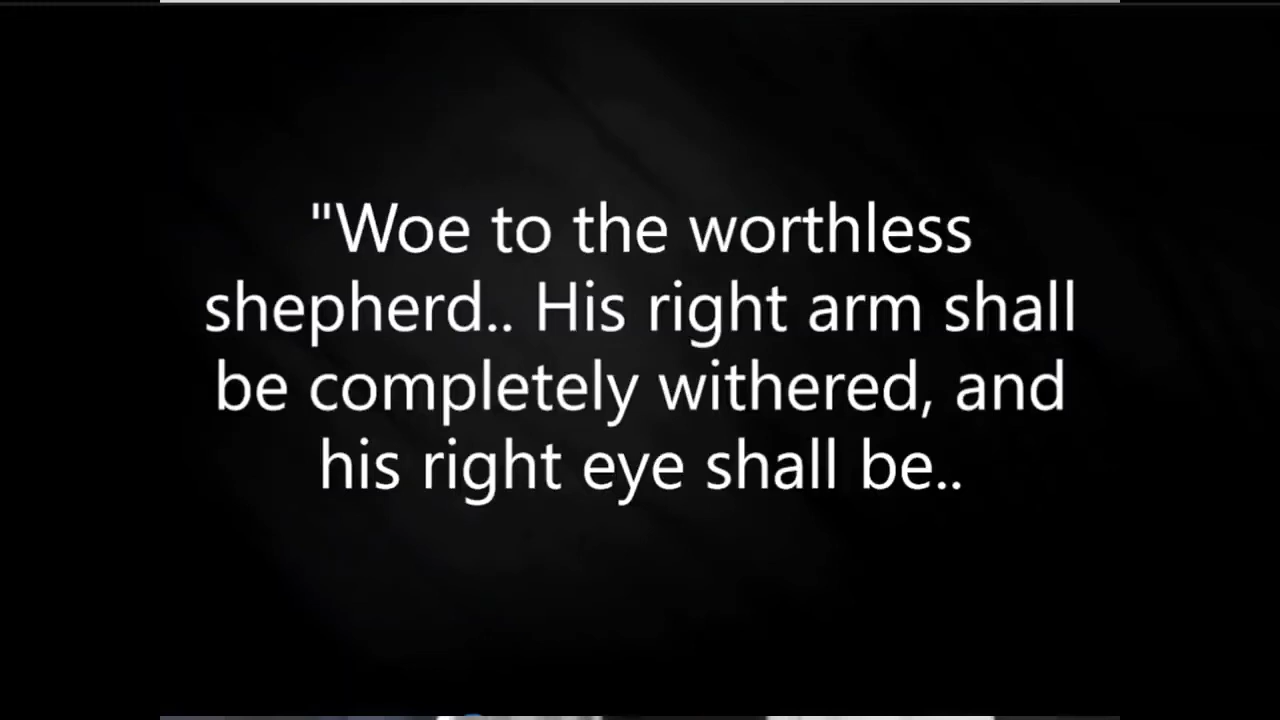 "Woe to the worthless
shepherd.. His right arm shall
be completely withered, and
his right eye shall be..